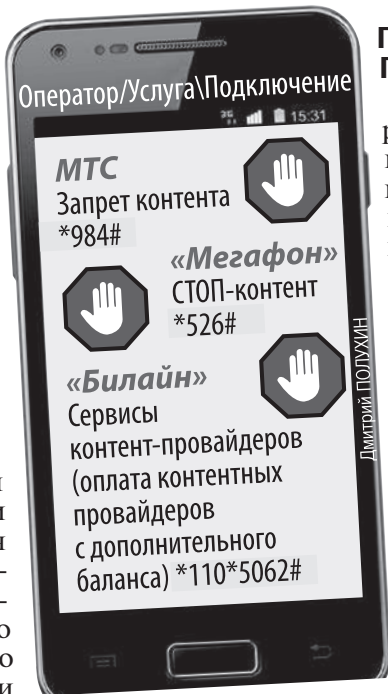 Оператор/Услуга\Подключение
15:31
МТС
Запрет контента
*984#
«Мегафон»
СТОП-контент
*526#
«Билайн»
Сервисы
контент-провайдеров
(оплата контентных
провайдеров
с дополнительного
баланса) *110*5062#
Дмитрий ПОЛУХИН